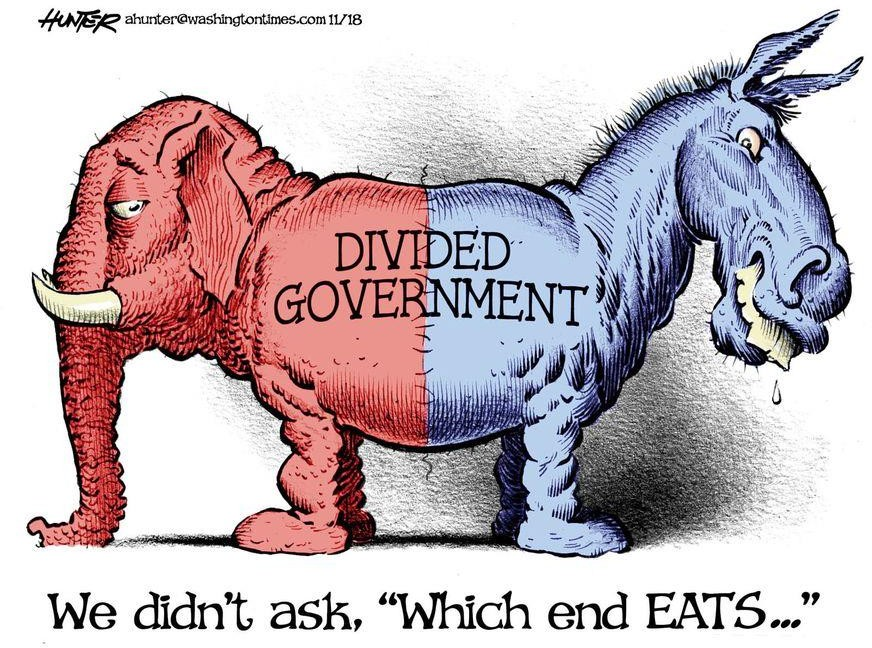 HUNTER ahunter@washingtontimes.com 11/18
DIVIDED
GOVERNMENT
We didn't ask, "Which end EATS..."